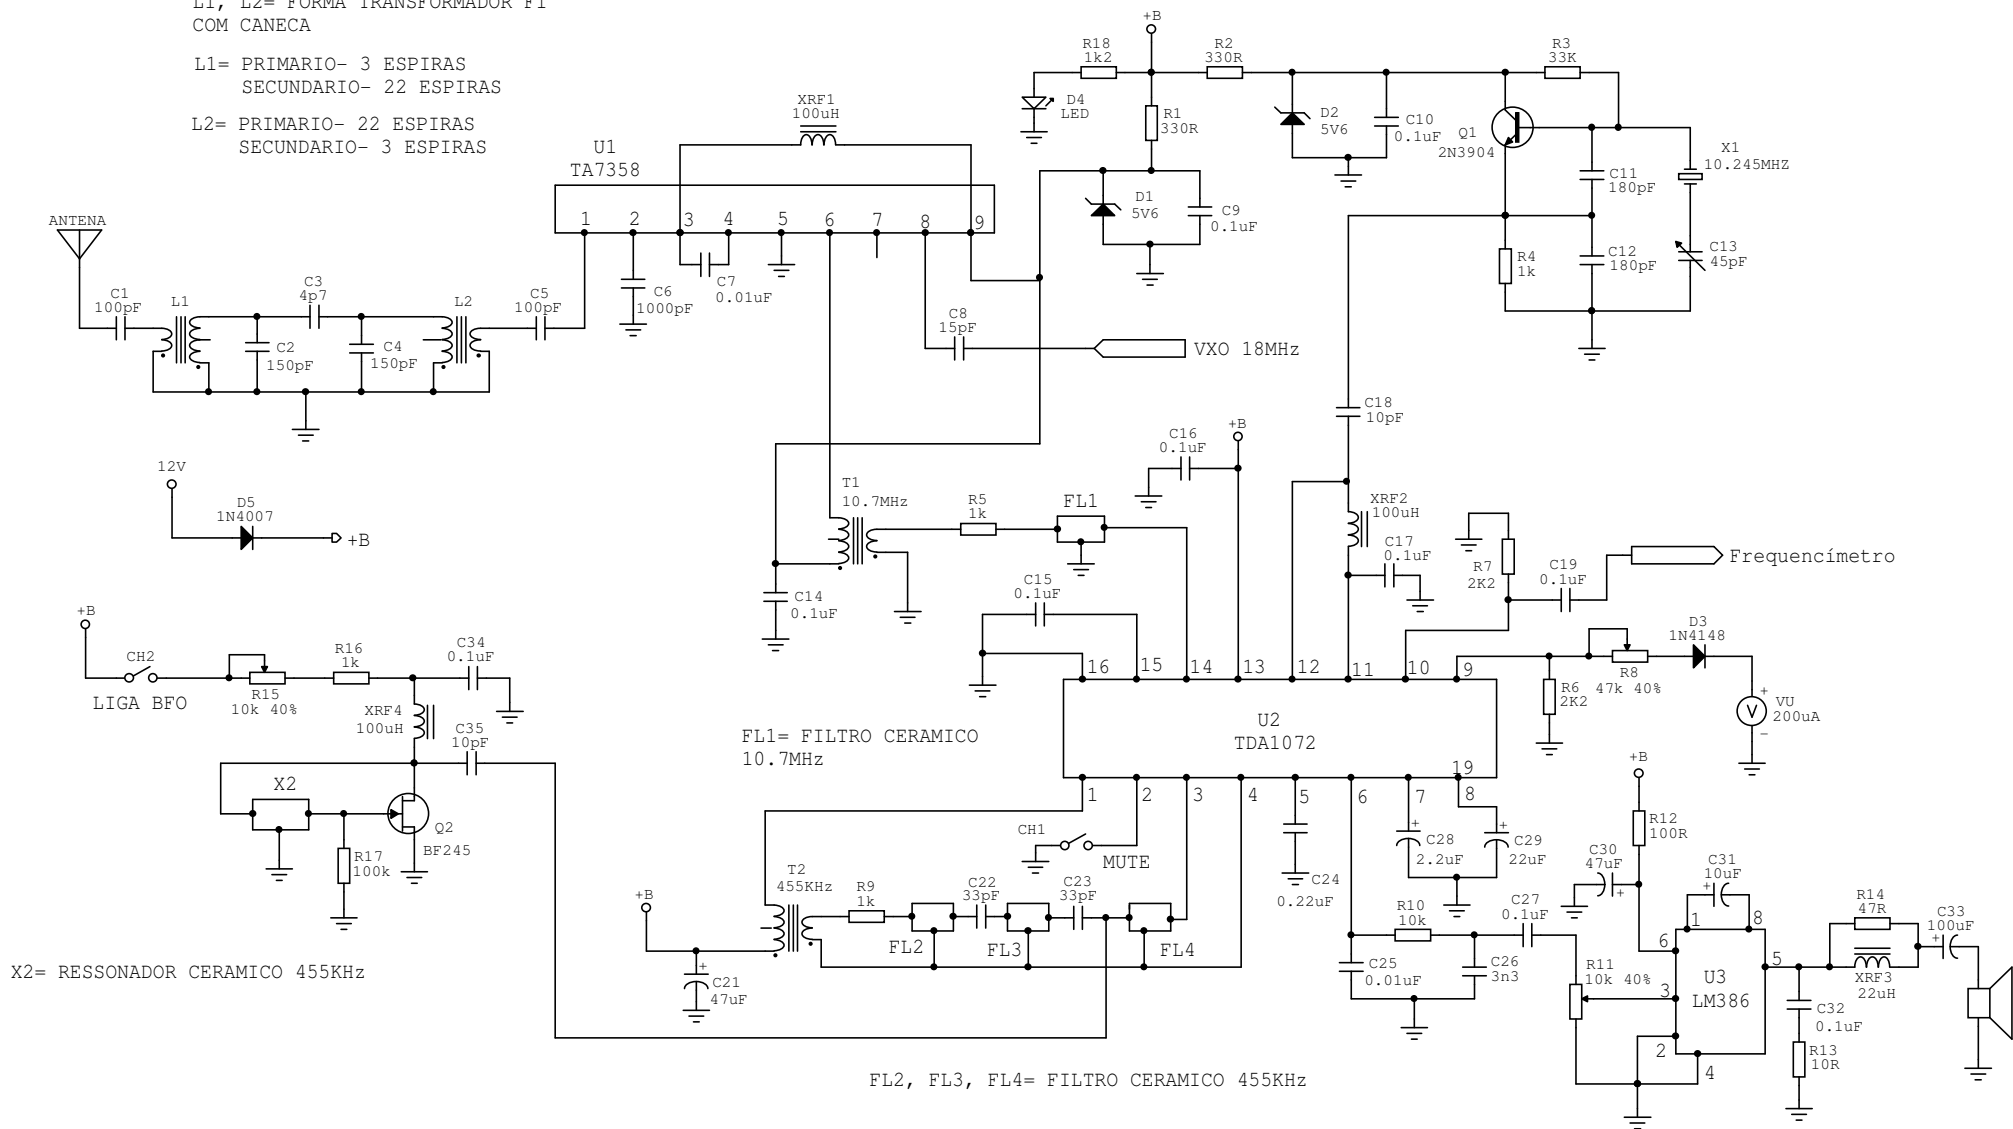 L1, L2= FORMA TRANSFORMADOR FI
COM CANECA
L1= PRIMARIO- 3 ESPIRAS
SECUNDARIO- 22 ESPIRAS
L2= PRIMARIO- 22 ESPIRAS
SECUNDARIO- 3 ESPIRAS
+B
R18
1k2
R2
330R
R3
33K
D4
LED
R1
330R
D2
5V6
C10
0.1uF
Q1
2N3904
X1
10.245MHZ
C11
180pF
XRF1
100uH
U1
TA7358
1 2 3 4 5 6 7 8 9
D1
5V6
C9
0.1uF
R4
1k
C12
180pF
C13
45pF
ANTENA
C1
100pF
L1
C3
4p7
L2
C5
100pF
C2
150pF
C4
150pF
C6
1000pF
C7
0.01uF
C8
15pF
VXO 18MHz
C18
10pF
12V
D5
1N4007
+B
T1
10.7MHz
R5
1k
FL1
C16
0.1uF
+B
XRF2
100uH
C17
0.1uF
R7
2K2
C19
0.1uF
Frequencímetro
C14
0.1uF
C15
0.1uF
D3
1N4148
16 15 14 13 12 11 10 9
R8
47k 40%
R6
2K2
+
V
−
VU
200uA
+B
CH2
LIGA BFO
R15
10k 40%
R16
1k
C34
0.1uF
XRF4
100uH
C35
10pF
X2
Q2
BF245
R17
100k
X2= RESSONADOR CERAMICO 455KHz
FL1= FILTRO CERAMICO
10.7MHz
U2
TDA1072
19
1 2 3 4 5 6 7 8
CH1
MUTE
+
C28
2.2uF
+
C29
22uF
C24
0.22uF
T2
455KHz
R9
1k
C22
33pF
C23
33pF
FL2
FL3
FL4
+B
+
C21
47uF
R10
10k
C27
0.1uF
C25
0.01uF
C26
3n3
R11
10k 40%
+B
R12
100R
C30
47uF
+
C31
10uF
+
1
8
6
3
2
4
5
U3
LM386
R14
47R
XRF3
22uH
C33
100uF
+
C32
0.1uF
R13
10R
FL2, FL3, FL4= FILTRO CERAMICO 455KHz